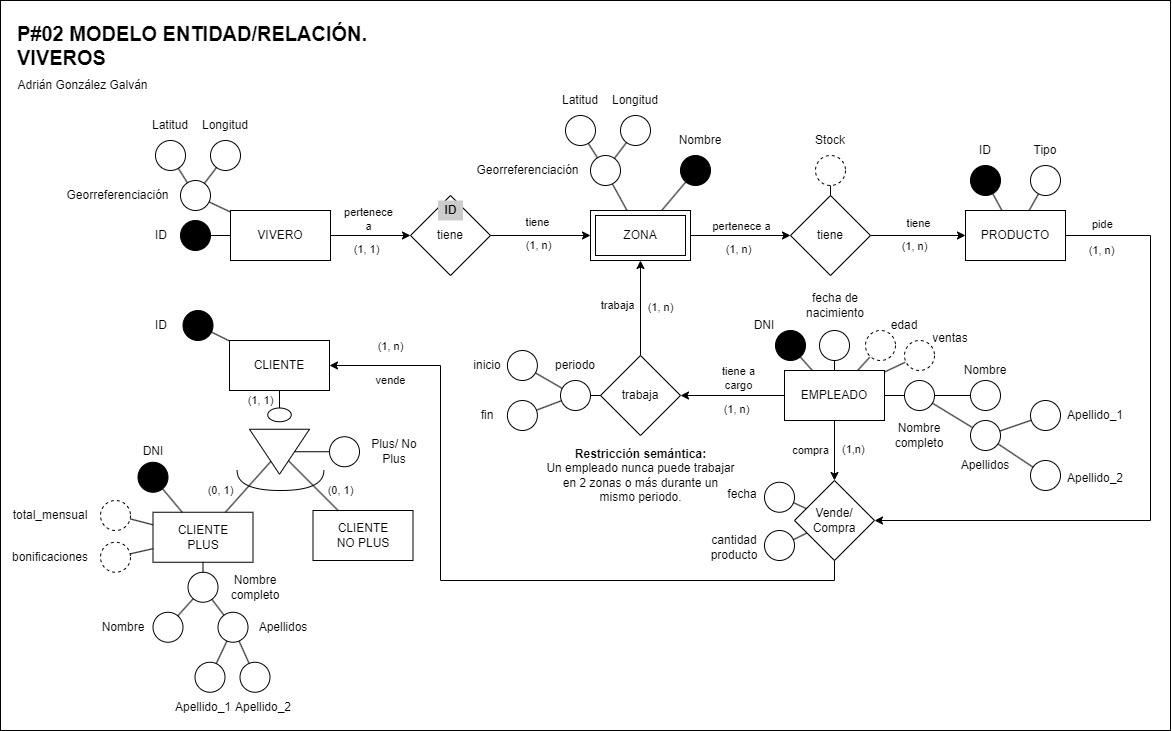 P#02 MODELO ENTIDAD/RELACIÓN.
VIVEROS
Adrián González Galván
Latitud
Longitud
Georreferenciación
ID
VIVERO
pertenece
a
(1, 1)
ID
tiene
tiene
(1, n)
Latitud
Longitud
Georreferenciación
Nombre
ZONA
pertenece a
(1, n)
Stock
tiene
tiene
(1, n)
ID
Tipo
PRODUCTO
pide
(1, n)
trabaja
(1, n)
inicio
fin
periodo
trabaja
tiene a
cargo
(1, n)
DNI
fecha de
nacimiento
edad
ventas
EMPLEADO
Nombre
completo
Nombre
Apellidos
Apellido_1
Apellido_2
Restricción semántica:
Un empleado nunca puede trabajar
en 2 zonas o más durante un
mismo periodo.
compra
(1,n)
fecha
cantidad
producto
Vende/
Compra
ID
CLIENTE
(1, n)
vende
(1, 1)
Plus/ No
Plus
(0, 1)
(0, 1)
DNI
total_mensual
bonificaciones
CLIENTE
PLUS
CLIENTE
NO PLUS
Nombre
completo
Nombre
Apellidos
Apellido_1
Apellido_2